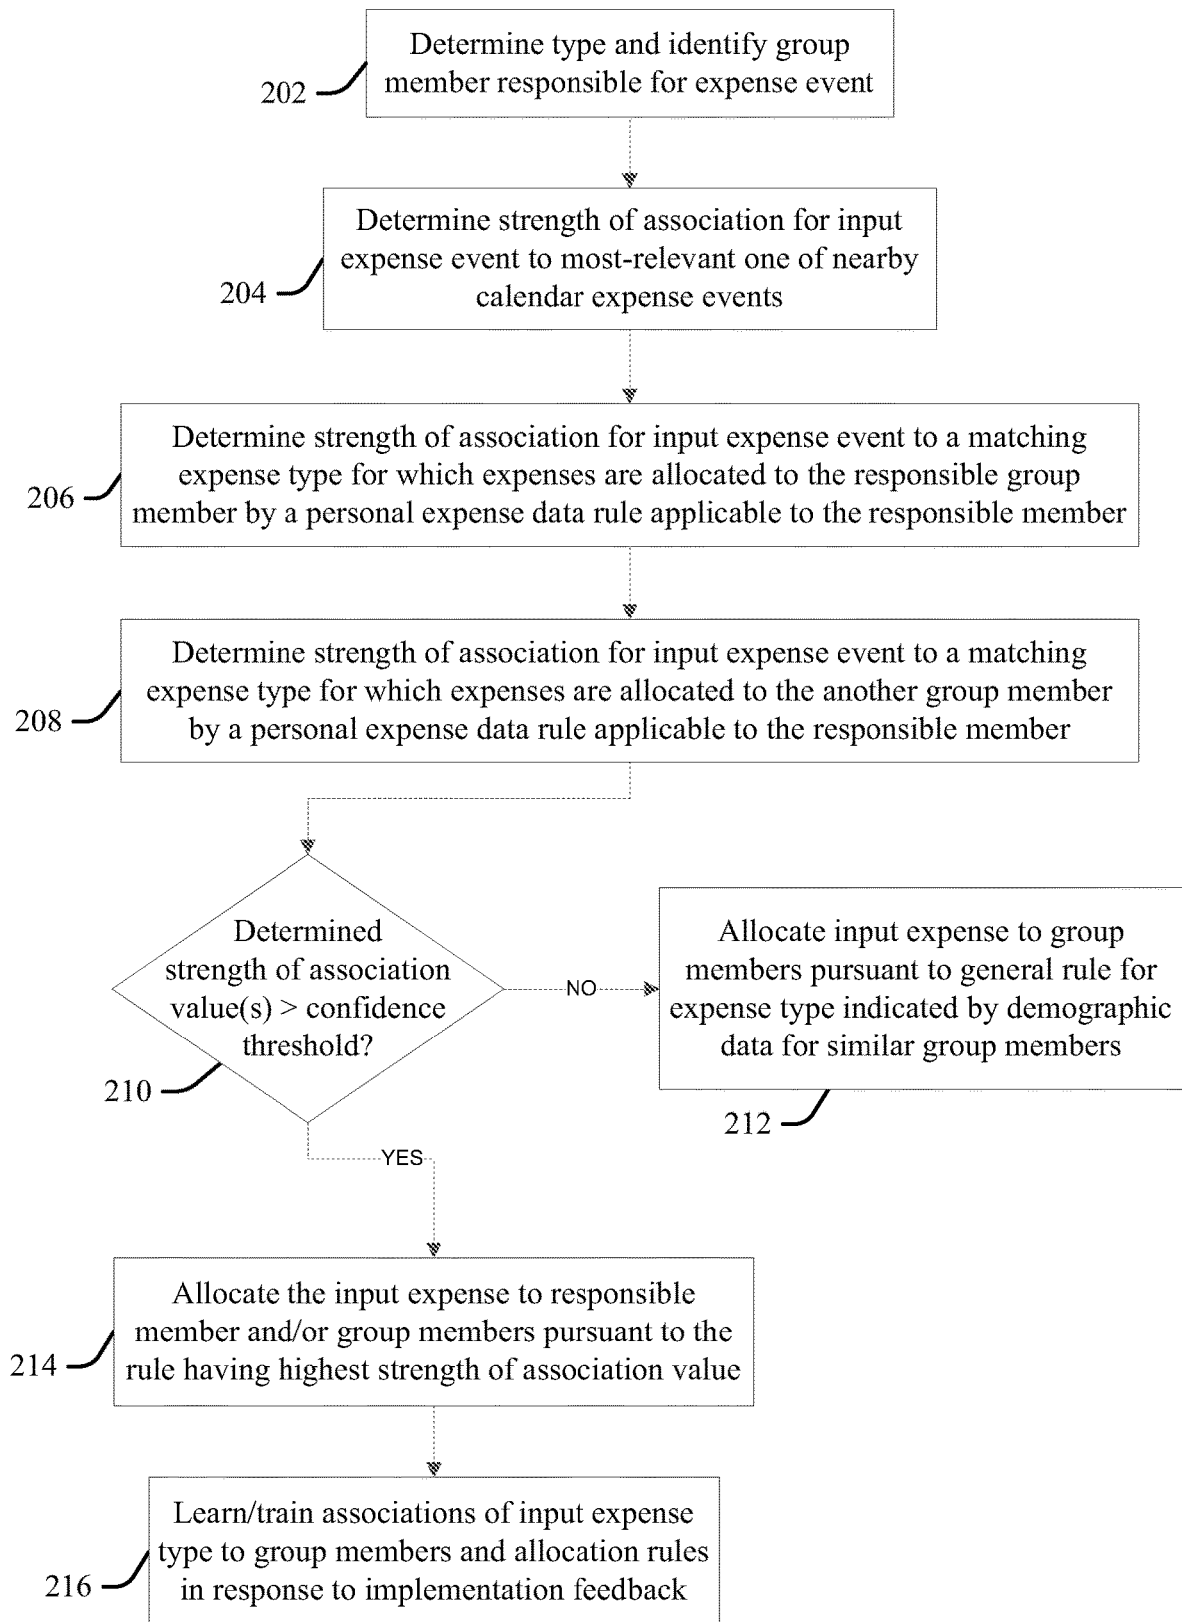 Determine type and identify group
member responsible for expense event
202
Determine strength of association for input
expense event to most-relevant one of nearby
calendar expense events
204
Determine strength of association for input expense event to a matching
expense type for which expenses are allocated to the responsible group
member by a personal expense data rule applicable to the responsible member
206
Determine strength of association for input expense event to a matching
expense type for which expenses are allocated to the another group member
by a personal expense data rule applicable to the responsible member
208
Determined
strength of association
value(s) > confidence
threshold?
210
NO
Allocate input expense to group
members pursuant to general rule for
expense type indicated by demographic
data for similar group members
212
YES
Allocate the input expense to responsible
member and/or group members pursuant to the
rule having highest strength of association value
214
Learn/train associations of input expense
type to group members and allocation rules
in response to implementation feedback
216